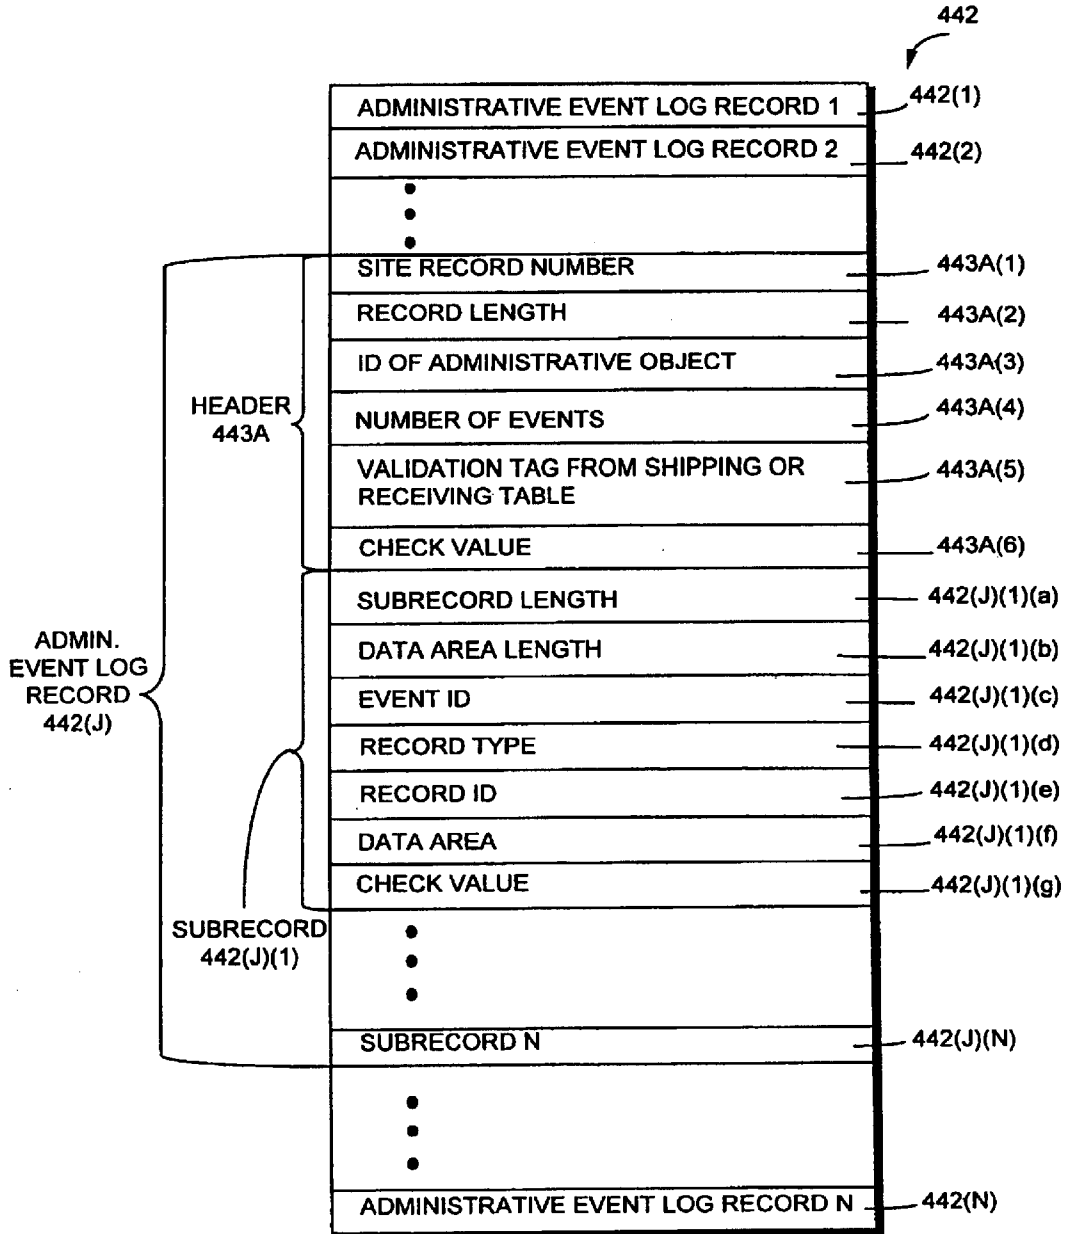 442
ADMINISTRATIVE EVENT LOG RECORD 1 442(1)
ADMINISTRATIVE EVENT LOG RECORD 2 442(2)
SITE RECORD NUMBER 443A(1)
RECORD LENGTH 443A(2)
ID OF ADMINISTRATIVE OBJECT 443A(3)
HEADER
443A
NUMBER OF EVENTS 443A(4)
VALIDATION TAG FROM SHIPPING OR
RECEIVING TABLE
443A(5)
CHECK VALUE 443A(6)
SUBRECORD LENGTH 442(J)(1)(a)
ADMIN.
EVENT LOG
RECORD
442(J)
DATA AREA LENGTH 442(J)(1)(b)
EVENT ID 442(J)(1)(c)
RECORD TYPE 442(J)(1)(d)
RECORD ID 442(J)(1)(e)
DATA AREA 442(J)(1)(f)
CHECK VALUE 442(J)(1)(g)
SUBRECORD
442(J)(1)
SUBRECORD N 442(J)(N)
ADMINISTRATIVE EVENT LOG RECORD N 442(N)